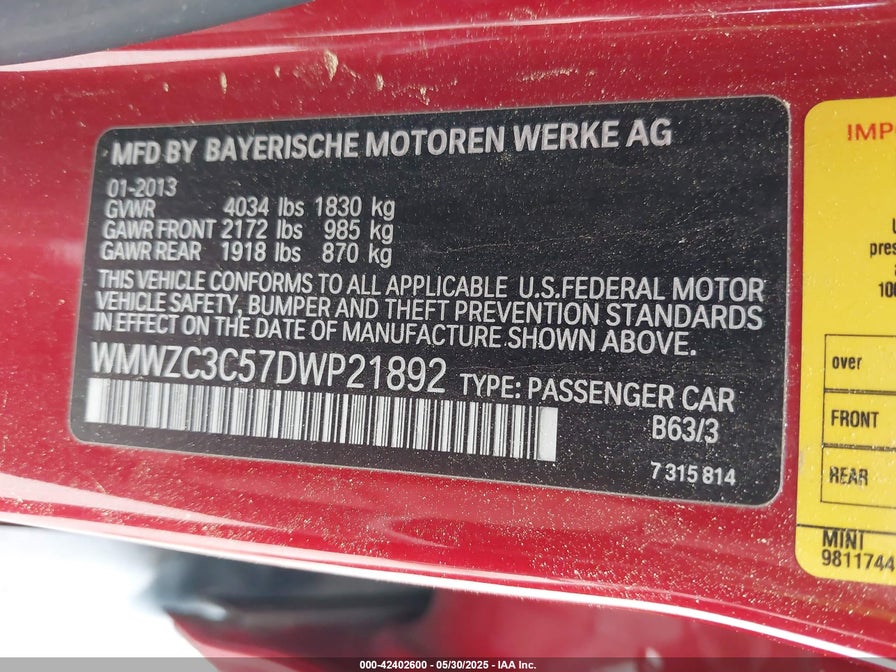 MFD BY BAYERISCHE MOTOREN WERKE AG
01-2013
GVWR 4034 lbs 1830 kg
GAWR FRONT 2172 lbs 985 kg
GAWR REAR 1918 lbs 870 kg
THIS VEHICLE CONFORMS TO ALL APPLICABLE U.S.FEDERAL MOTOR
VEHICLE SAFETY, BUMPER AND THEFT PREVENTION STANDARDS
IN EFFECT ON THE DATE OF MANUFACTURE SHOWN ABOVE.
WMWZC3C57DWP21892 TYPE: PASSENGER CAR
B63/3
7 315 814
over
FRONT
REAR
MINI
9811744
000-42402600 - 05/30/2025 - IAA Inc.